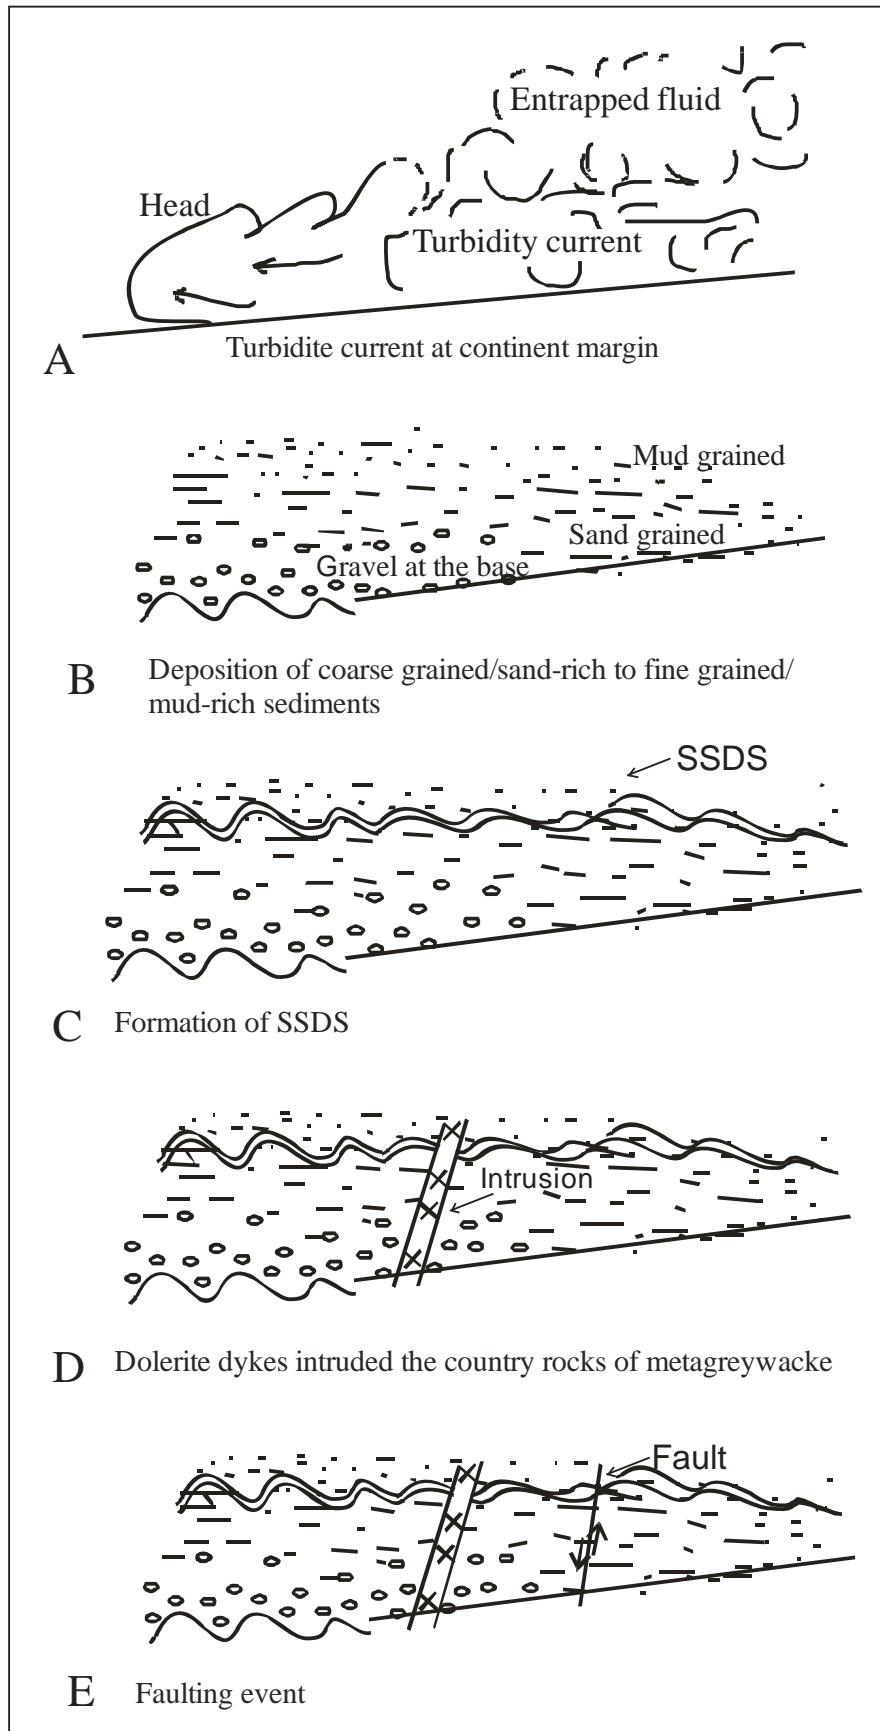 Entrapped fluid
Head
Turbidity current
A
Turbidite current at continent margin
Mud grained
Sand grained
Gravel at the base
B
Deposition of coarse grained/sand-rich to fine grained/
mud-rich sediments
SSDS
C
Formation of SSDS
Intrusion
D
Dolerite dykes intruded the country rocks of metagreywacke
Fault
E
Faulting event